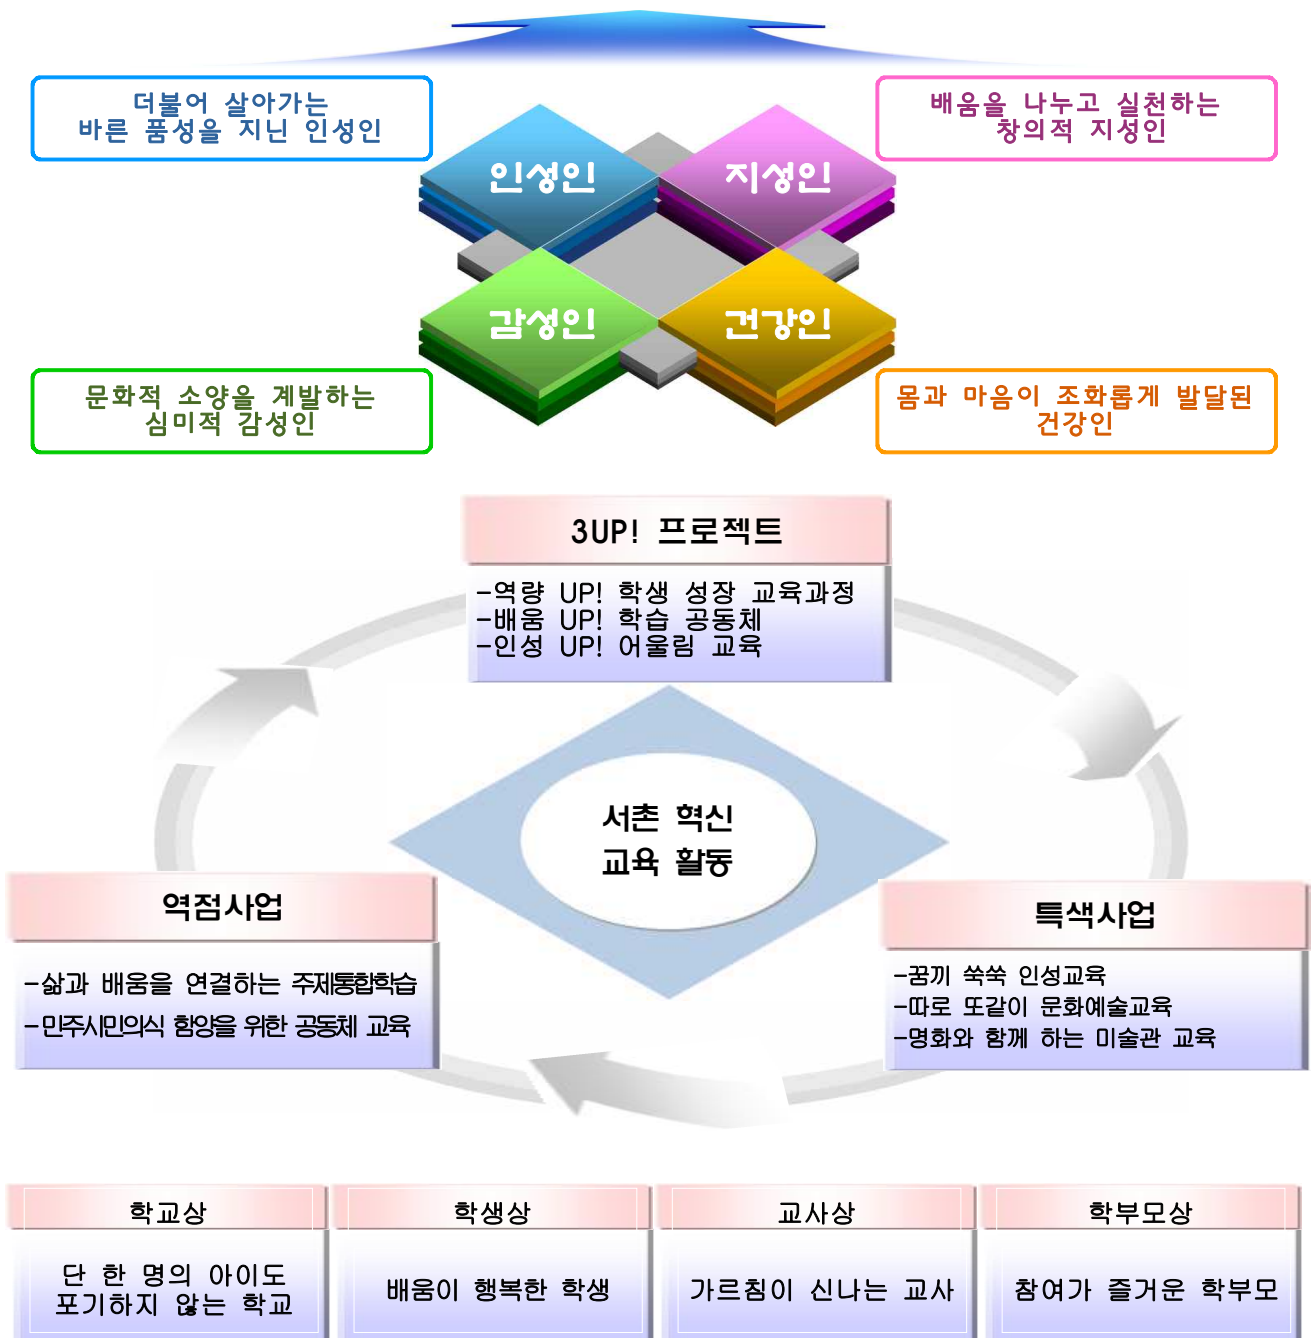 더불어 살아가는
바른 품성을 지닌 인성인
배움을 나누고 실천하는
창의적 지성인
인성인
지성인
감성인
건강인
문화적 소양을 계발하는
심미적 감성인
몸과 마음이 조화롭게 발달된
건강인
3UP! 프로젝트
-역량 UP! 학생 성장 교육과정
-배움 UP! 학습 공동체
-인성 UP! 어울림 교육
서촌 혁신
교육 활동
역점사업
-삶과 배움을 연결하는 주제통합학습
-민주시민의식 함양을 위한 공동체 교육
특색사업
-꿈끼 쑥쑥 인성교육
-따로 또같이 문화예술교육
-명화와 함께 하는 미술관 교육
학교상
단 한 명의 아이도
포기하지 않는 학교
학생상
배움이 행복한 학생
교사상
가르침이 신나는 교사
학부모상
참여가 즐거운 학부모